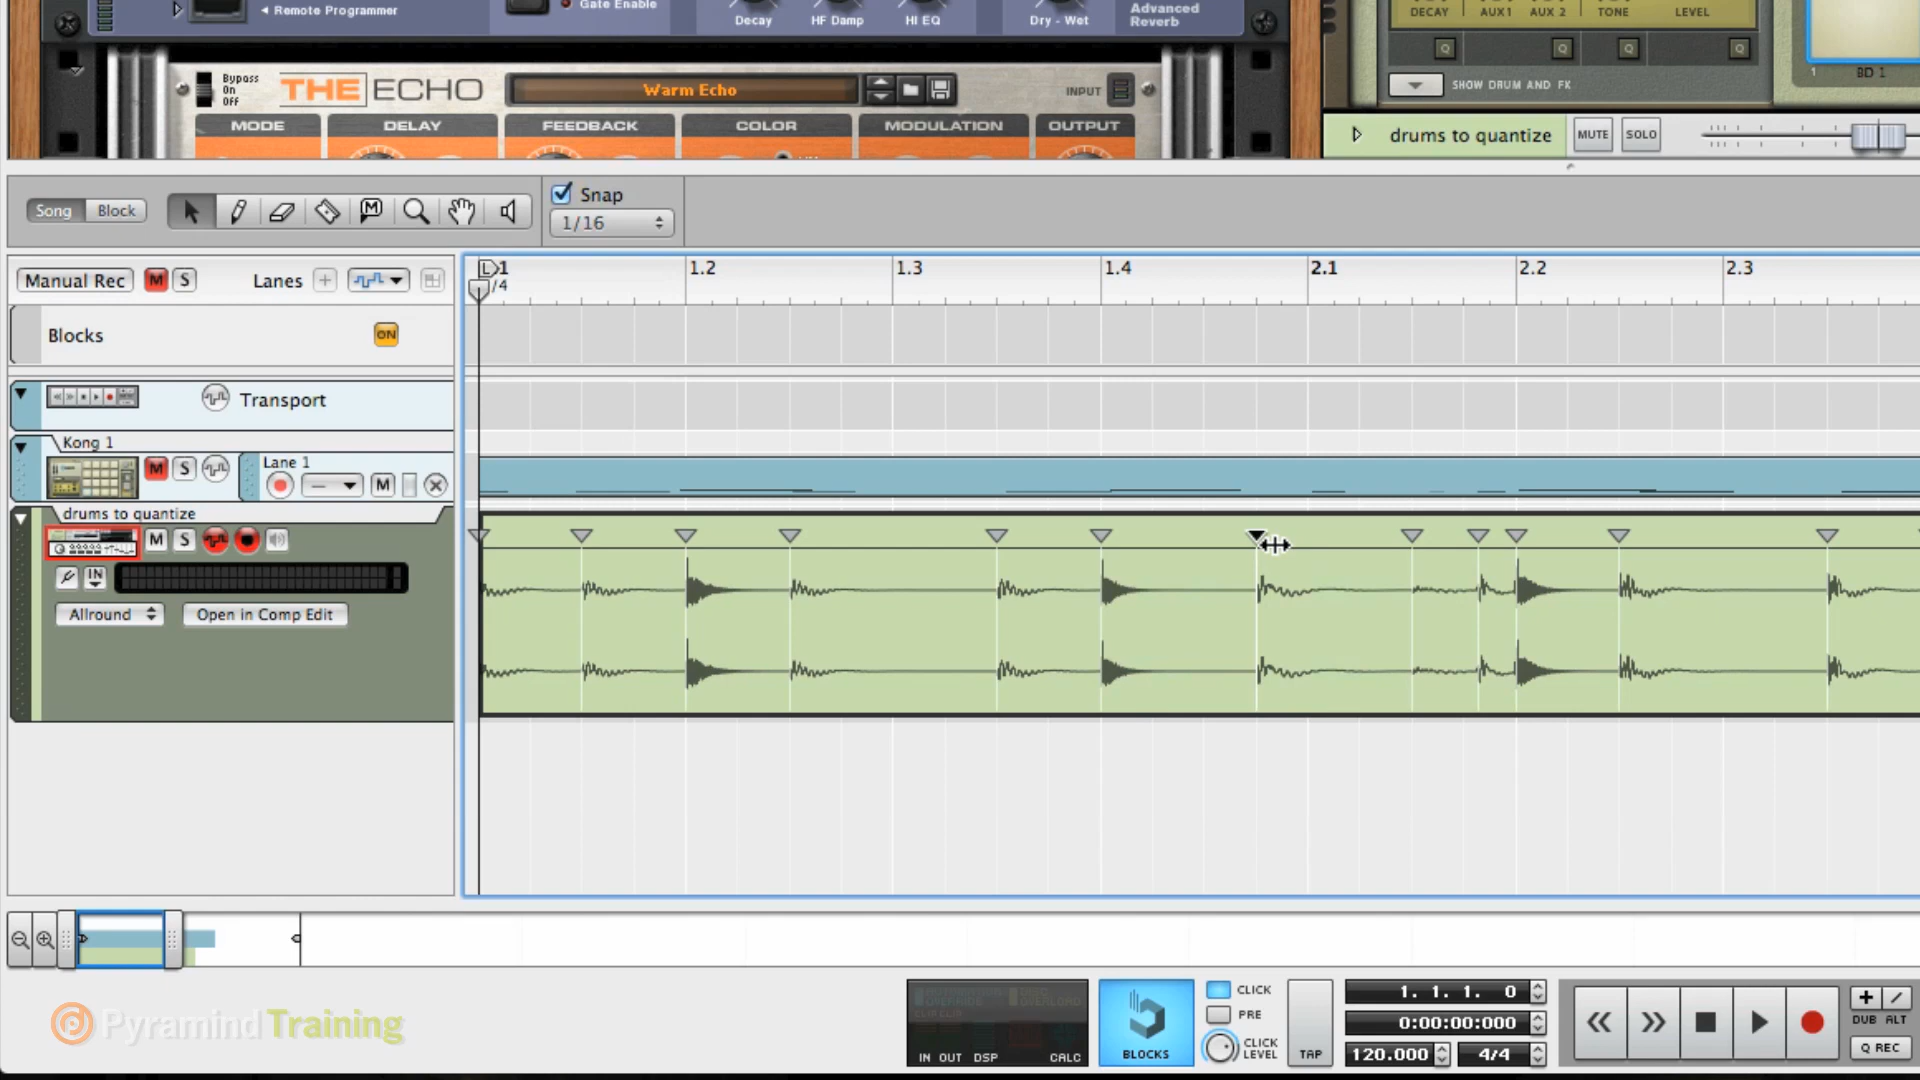 Remote Programmer
Gate Enable
Decay
HF Damp
HI EQ
Dry - Wet
Advanced
Reverb
DECAY
AUX1
AUX 2
TONE
LEVEL
Q
Q
Q
Q
BD 1
SHOW DRUM AND FX
Bypass
On
Off
THE ECHO
Warm Echo
INPUT
MODE
DELAY
FEEDBACK
COLOR
MODULATION
OUTPUT
drums to quantize
MUTE
SOLO
Song
Block
M
Snap
1/16
Manual Rec
M
S
Lanes
L
1
/4
1.2
1.3
1.4
2.1
2.2
2.3
Blocks
ON
Transport
Kong 1
M
S
Lane 1
M
drums to quantize
M
S
IN
Allround
Open in Comp Edit
Pyramind Training
IN OUT DSP
CALC
BLOCKS
CLICK
PRE
CLICK
LEVEL
TAP
1. 1. 1. 0
0:00:00:000
120.000
4/4
DUB ALT
Q REC